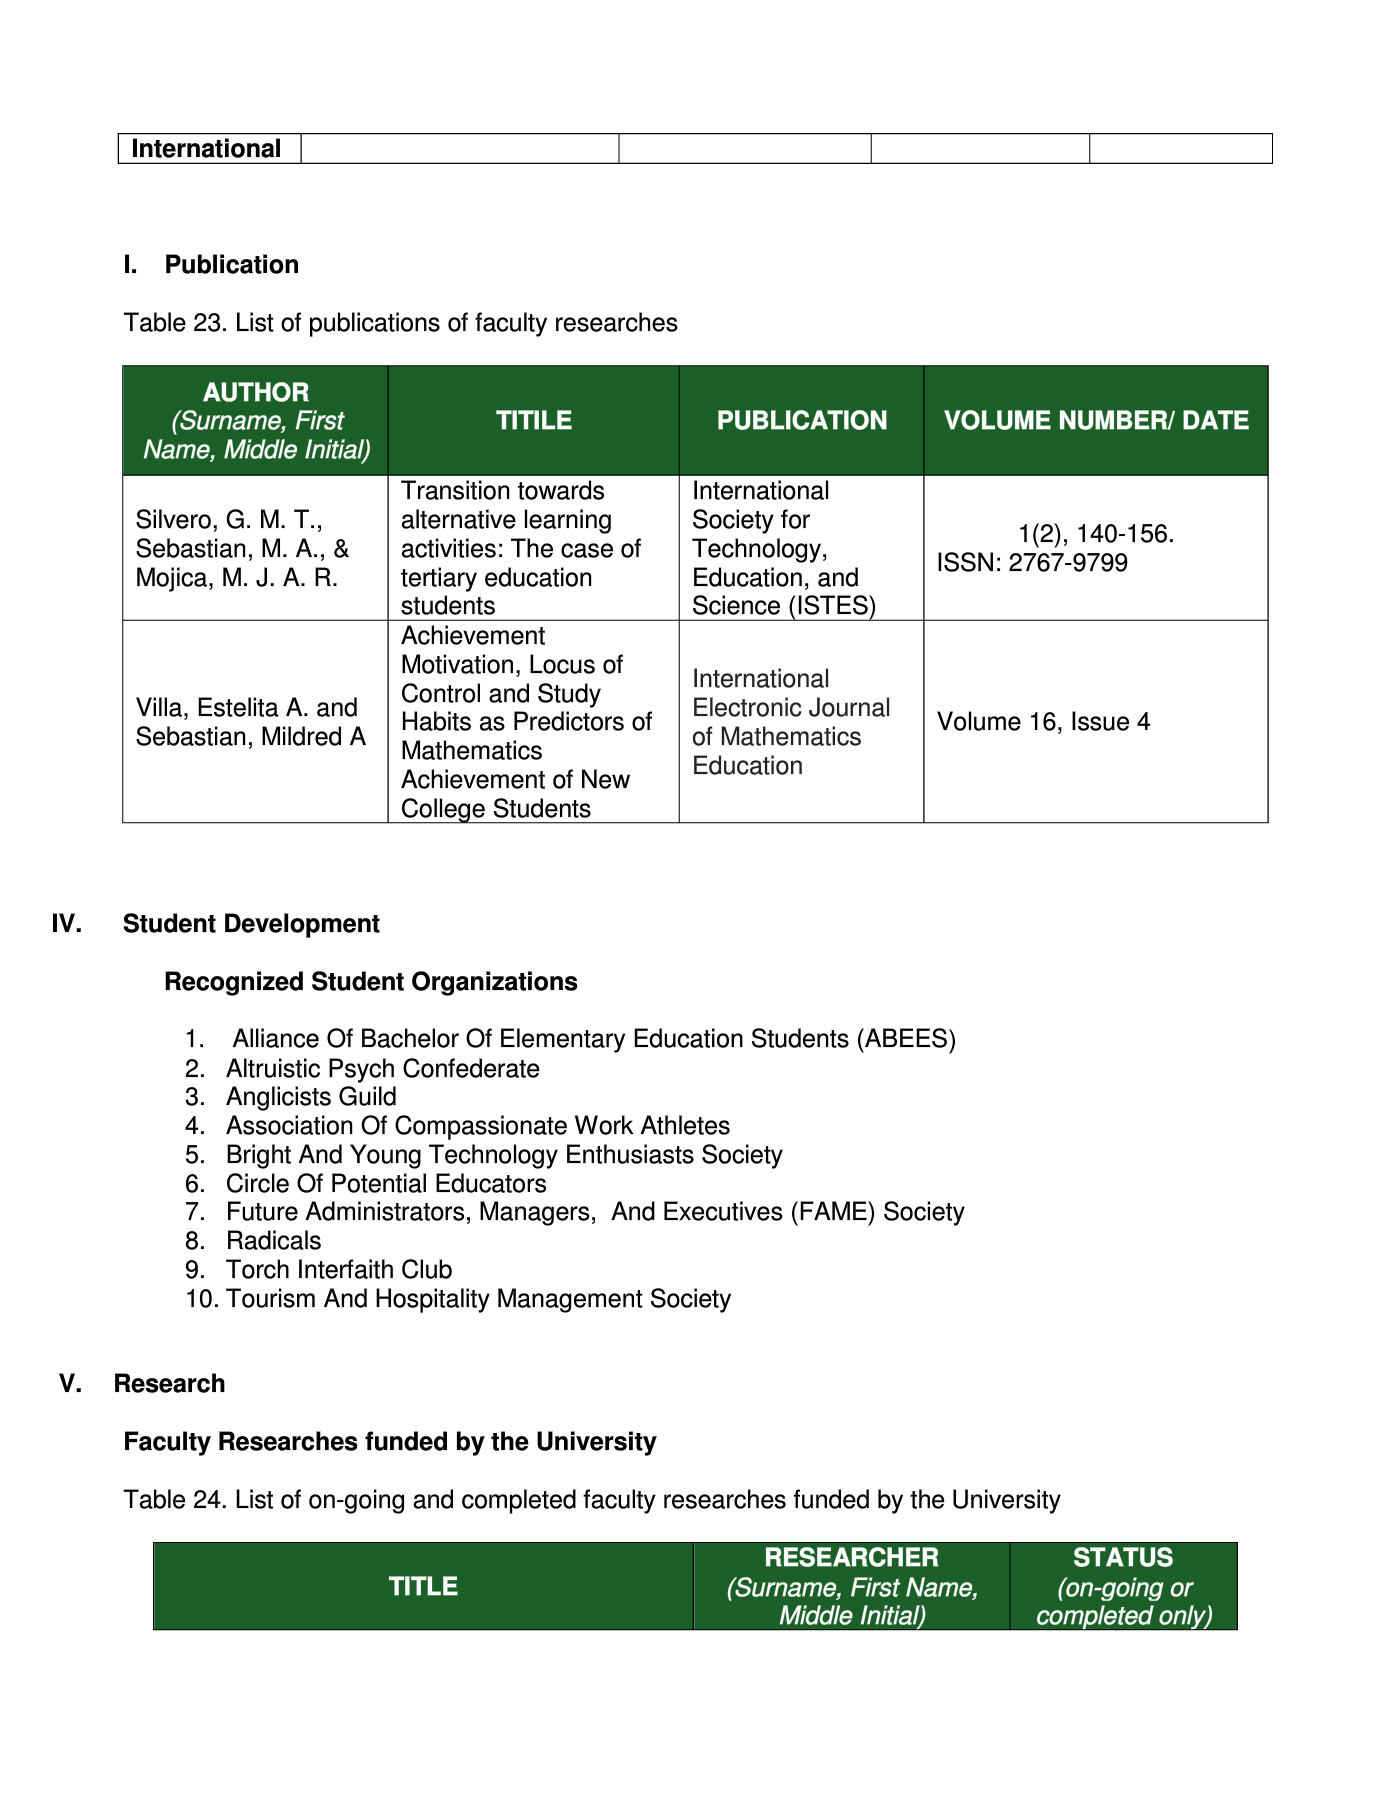 International
I. Publication
Table 23. List of publications of faculty researches
AUTHOR
(Surname, First
Name, Middle Initial)
TITILE
PUBLICATION
VOLUME NUMBER/ DATE
Silvero, G. M. T.,
Sebastian, M. A., &
Mojica, M. J. A. R.
Transition towards
alternative learning
activities: The case of
tertiary education
students
International
Society for
Technology,
Education, and
Science (ISTES)
1(2), 140-156.
ISSN: 2767-9799
Villa, Estelita A. and
Sebastian, Mildred A
Achievement
Motivation, Locus of
Control and Study
Habits as Predictors of
Mathematics
Achievement of New
College Students
International
Electronic Journal
of Mathematics
Education
Volume 16, Issue 4
IV. Student Development
Recognized Student Organizations
1. Alliance Of Bachelor Of Elementary Education Students (ABEES)
2. Altruistic Psych Confederate
3. Anglicists Guild
4. Association Of Compassionate Work Athletes
5. Bright And Young Technology Enthusiasts Society
6. Circle Of Potential Educators
7. Future Administrators, Managers, And Executives (FAME) Society
8. Radicals
9. Torch Interfaith Club
10. Tourism And Hospitality Management Society
V. Research
Faculty Researches funded by the University
Table 24. List of on-going and completed faculty researches funded by the University
TITLE
RESEARCHER
(Surname, First Name,
Middle Initial)
STATUS
(on-going or
completed only)